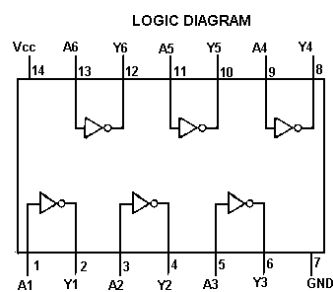 LOGIC DIAGRAM
Vcc A6 Y6 A5 Y5 A4 Y4
14 13 12 11 10 9 8
1 2 3 4 5 6 7
A1 Y1 A2 Y2 A3 Y3 GND